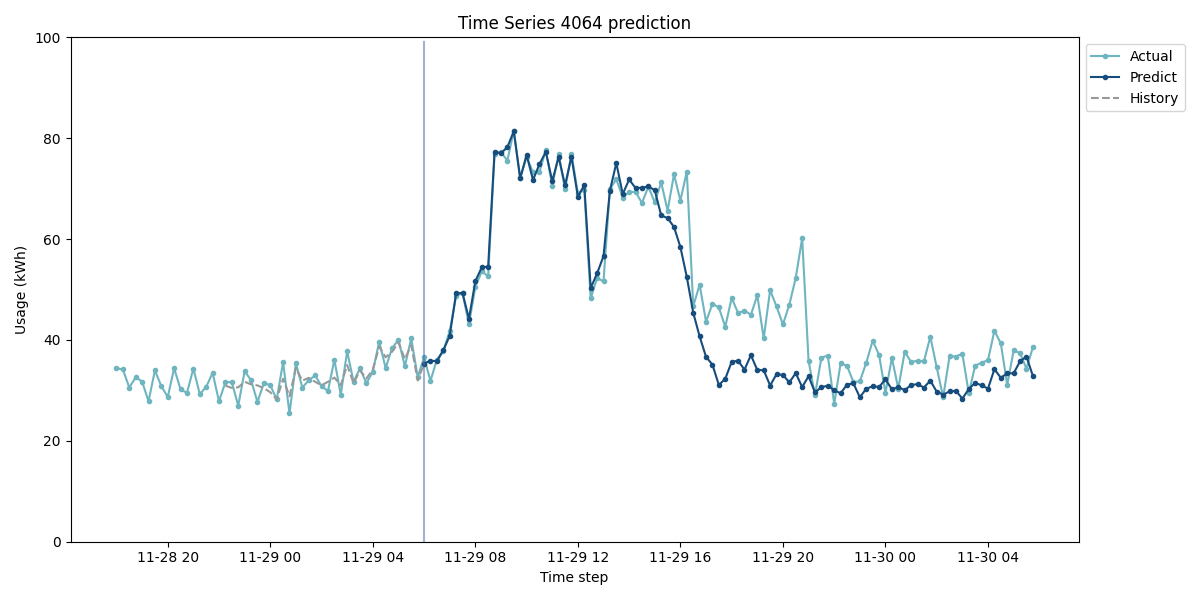 Time Series 4064 prediction
100
80
60
40
20
0
Usage (kWh)
11-28 20
11-29 00
11-29 04
11-29 08
11-29 12
11-29 16
11-29 20
11-30 00
11-30 04
Time step
Actual
Predict
History